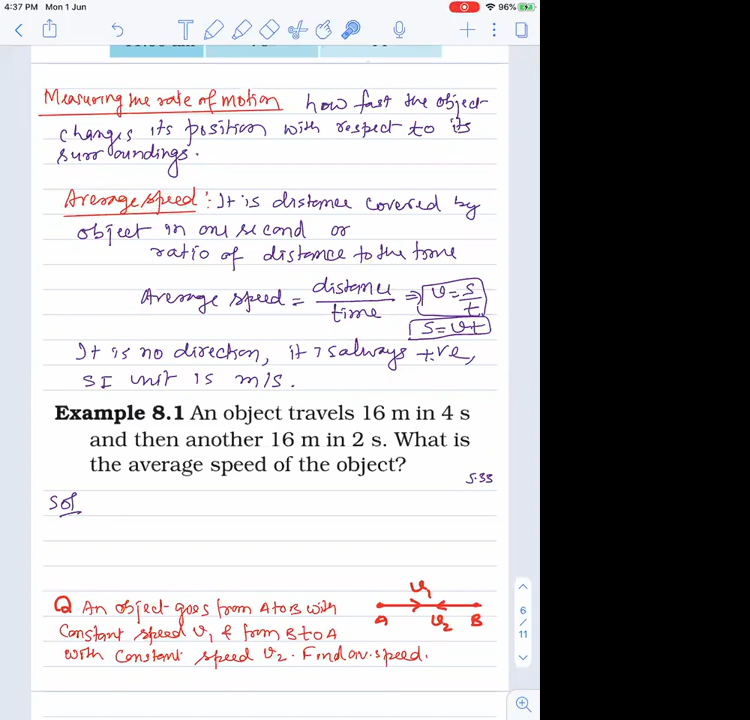 4:37 PM Mon 1 Jun
96%
Measuring the rate of motion how fast the object
changes its position with respect to its
surroundings.
Average speed : It is distance covered by
object in one second or
ratio of distance to the time
Average speed = distance / time ⇒ v = s/t
s = vt
It is no direction, it is always +ve,
SI unit is m/s.
Example 8.1 An object travels 16 m in 4 s
and then another 16 m in 2 s. What is
the average speed of the object?
5.33
Sol
v₁
Q An object goes from A to B with
A v₂ B
Constant speed v₁ & from B to A
with constant speed v₂. Find av. speed.
6
/
11